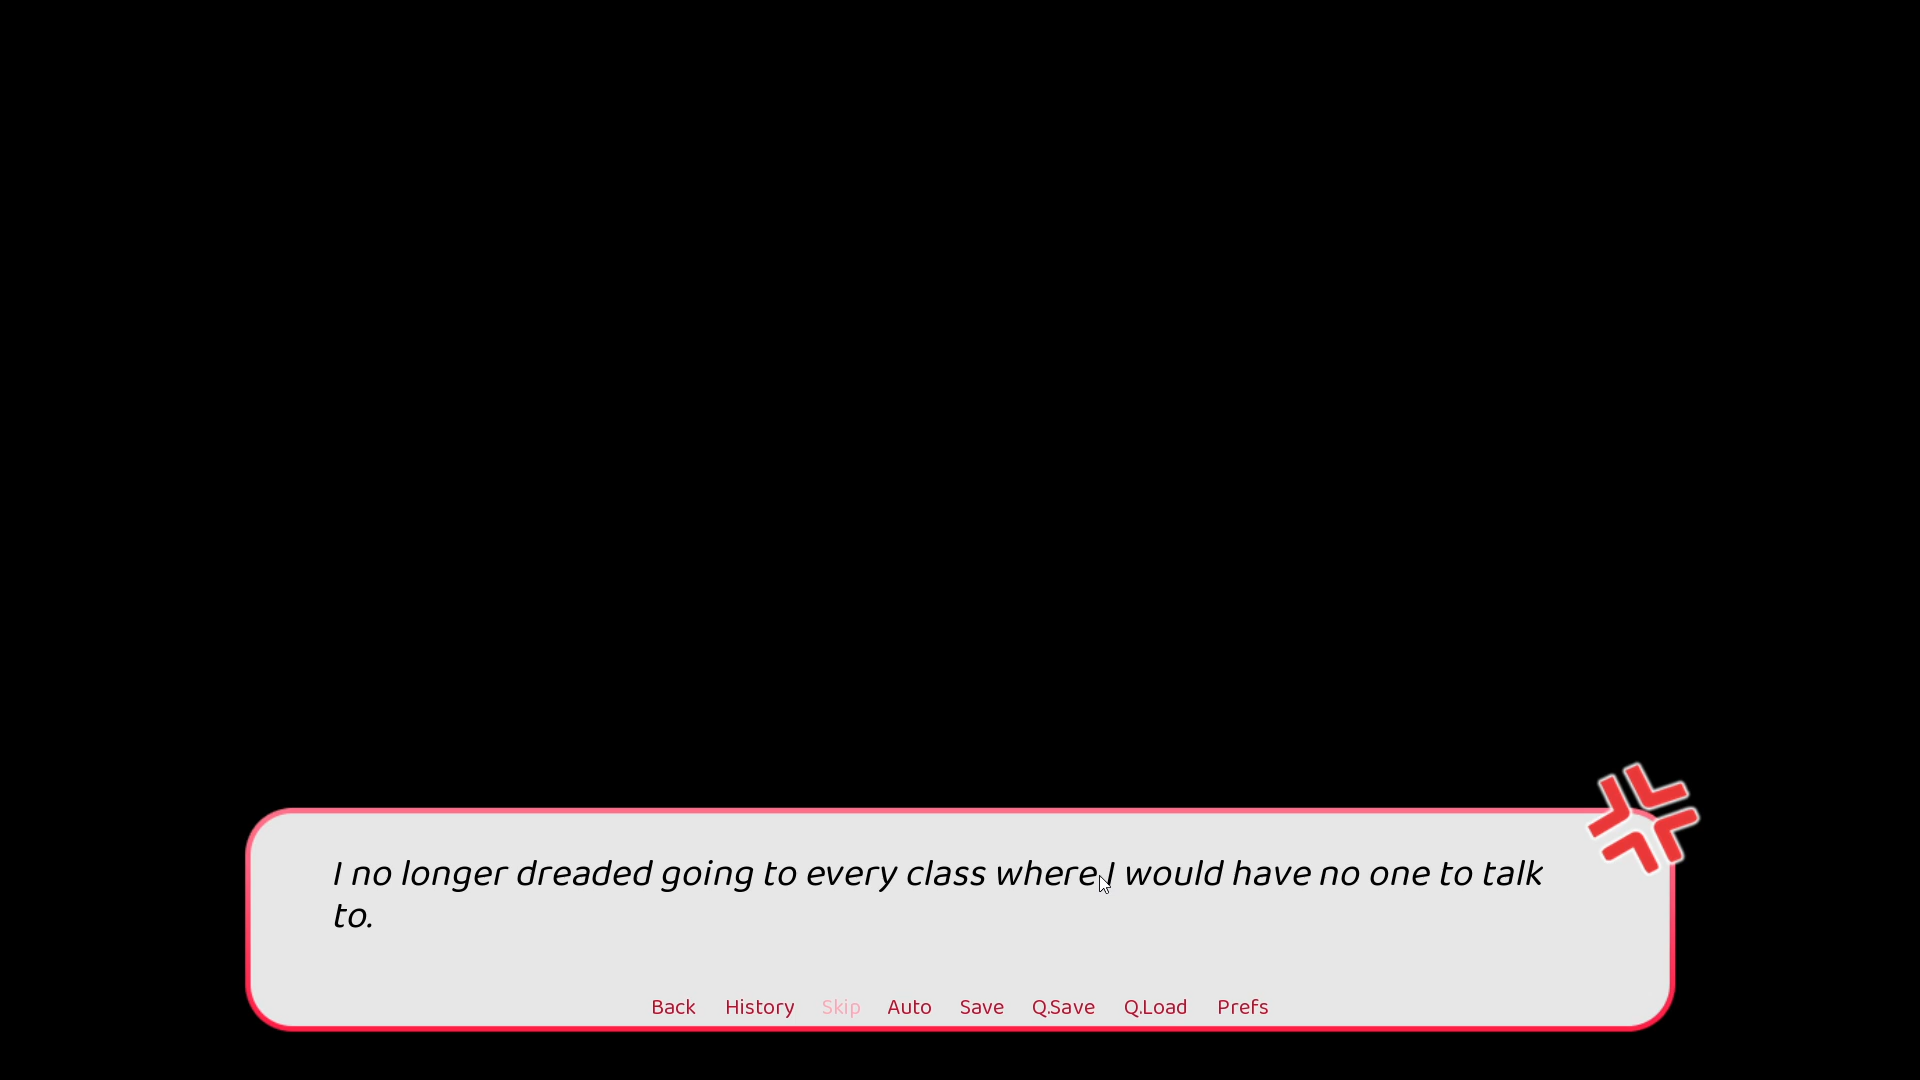 I no longer dreaded going to every class where I would have no one to talk
to.
Back History Skip Auto Save Q.Save Q.Load Prefs